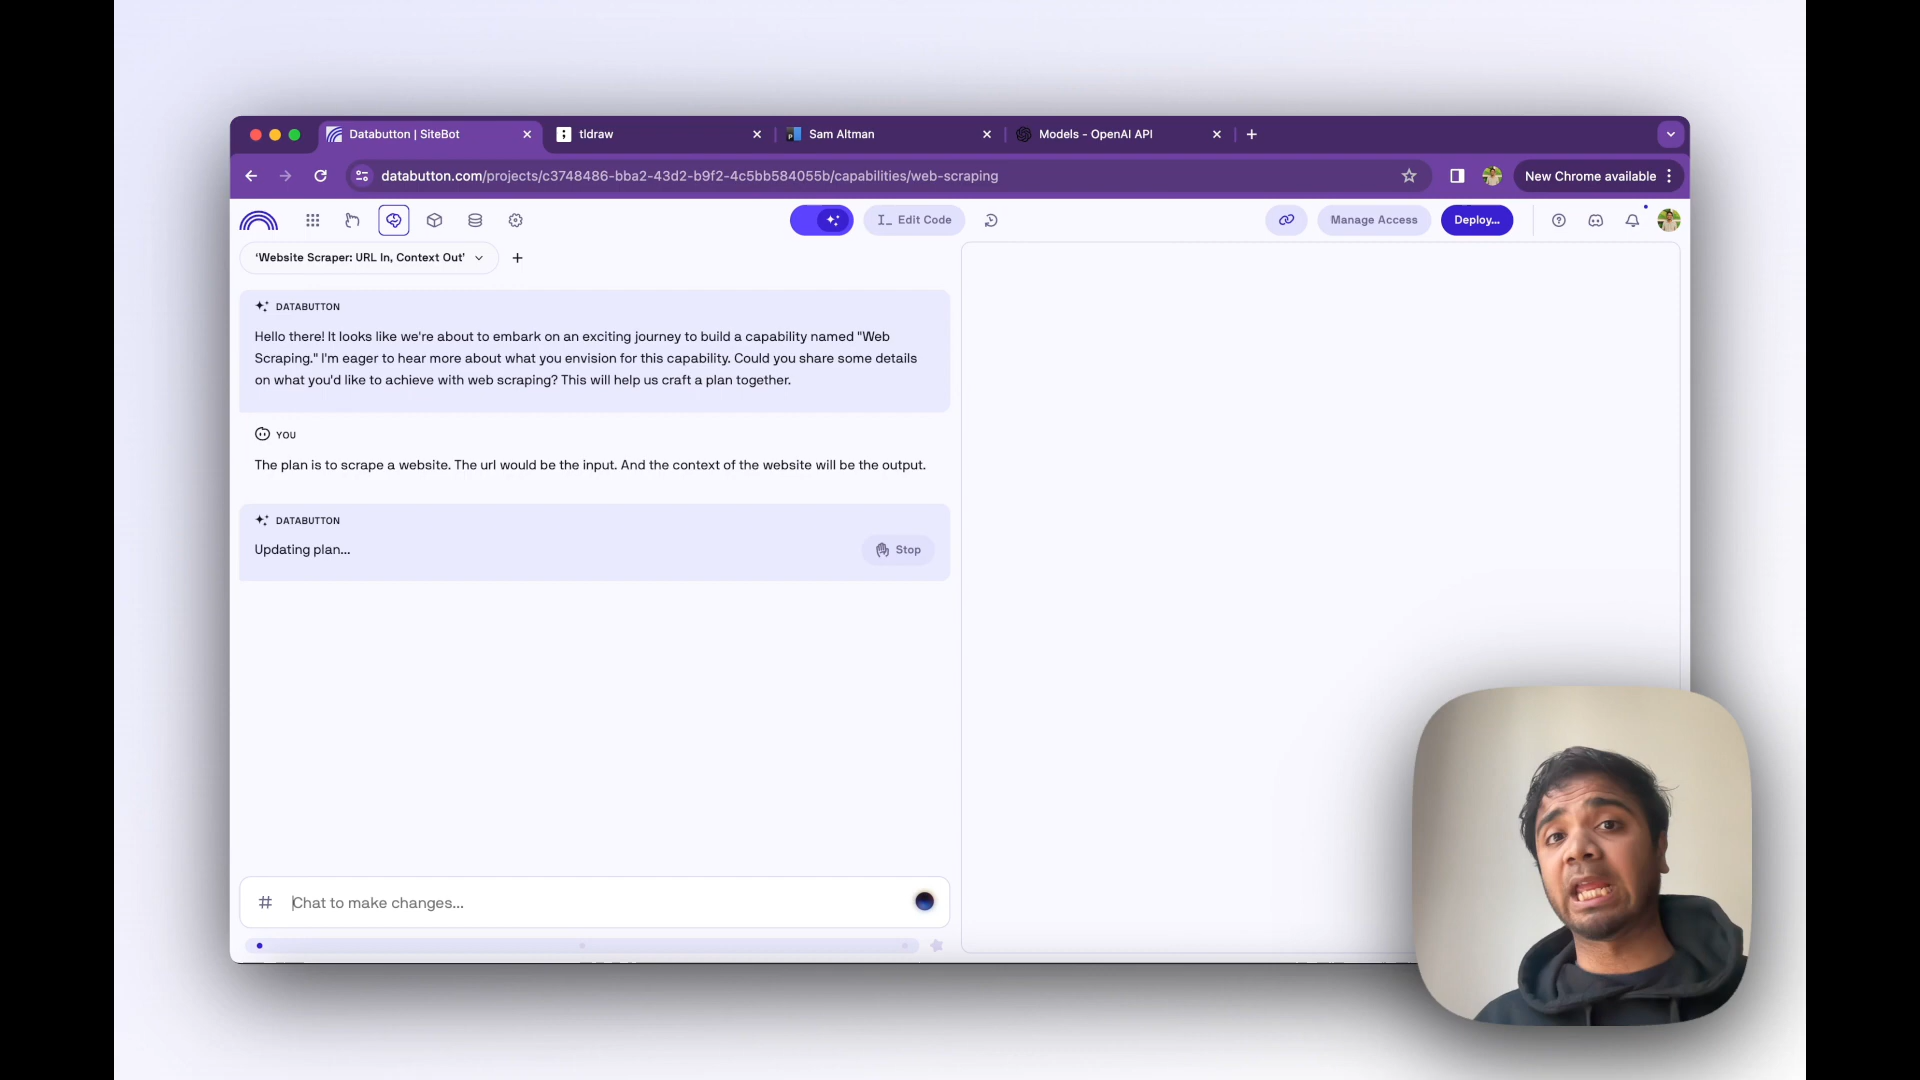 Databutton | SiteBot
tldraw
Sam Altman
Models - OpenAI API
databutton.com/projects/c3748486-bba2-43d2-b9f2-4c5bb584055b/capabilities/web-scraping
New Chrome available
Edit Code
Manage Access
Deploy...
‘Website Scraper: URL In, Context Out’
DATABUTTON
Hello there! It looks like we're about to embark on an exciting journey to build a capability named "Web
Scraping." I'm eager to hear more about what you envision for this capability. Could you share some details
on what you'd like to achieve with web scraping? This will help us craft a plan together.
YOU
The plan is to scrape a website. The url would be the input. And the context of the website will be the output.
DATABUTTON
Updating plan...
Stop
# Chat to make changes...